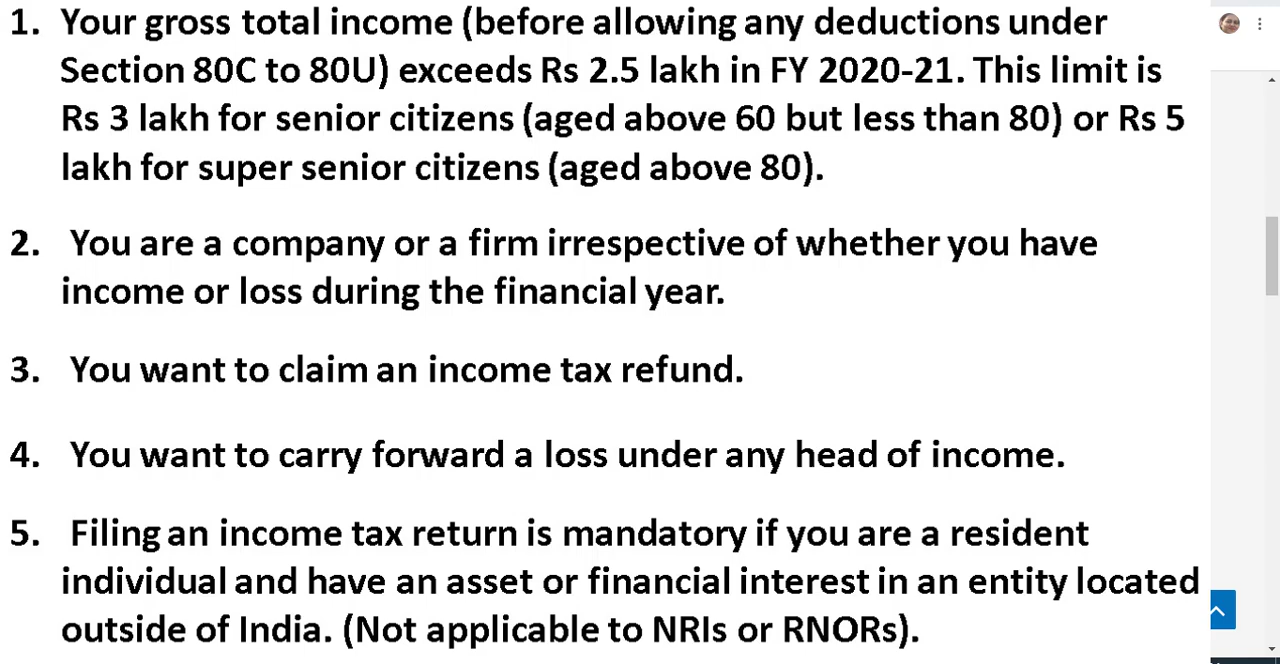 1. Your gross total income (before allowing any deductions under
Section 80C to 80U) exceeds Rs 2.5 lakh in FY 2020-21. This limit is
Rs 3 lakh for senior citizens (aged above 60 but less than 80) or Rs 5
lakh for super senior citizens (aged above 80).
2. You are a company or a firm irrespective of whether you have
income or loss during the financial year.
3. You want to claim an income tax refund.
4. You want to carry forward a loss under any head of income.
5. Filing an income tax return is mandatory if you are a resident
individual and have an asset or financial interest in an entity located
outside of India. (Not applicable to NRIs or RNORs).